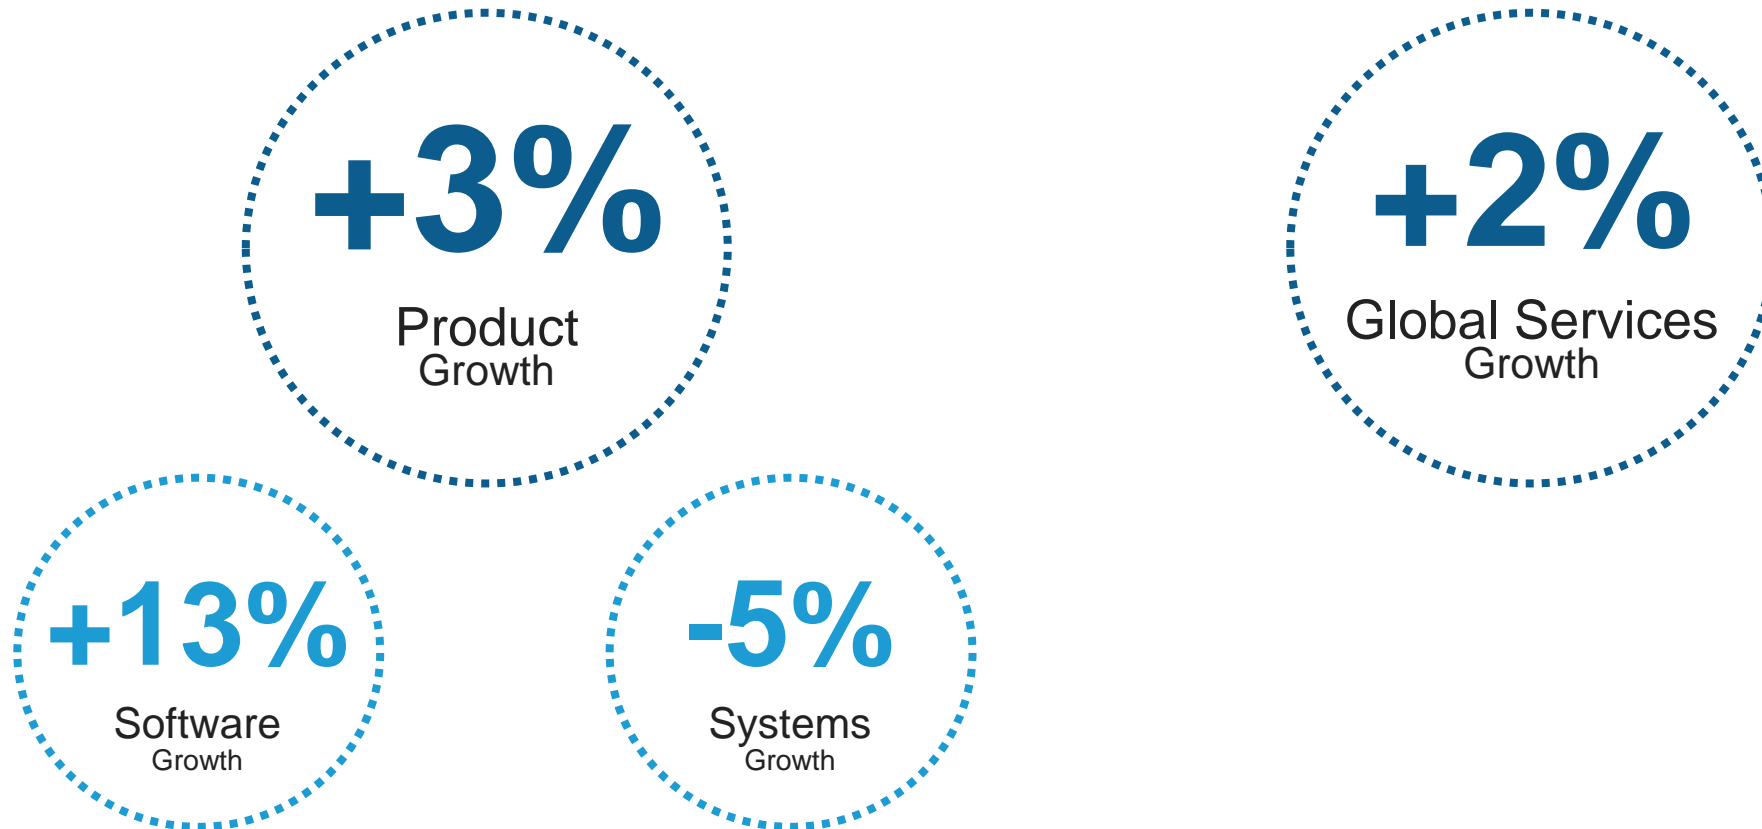 +3%
Product
Growth
+2%
Global Services
Growth
+13%
Software
Growth
-5%
Systems
Growth